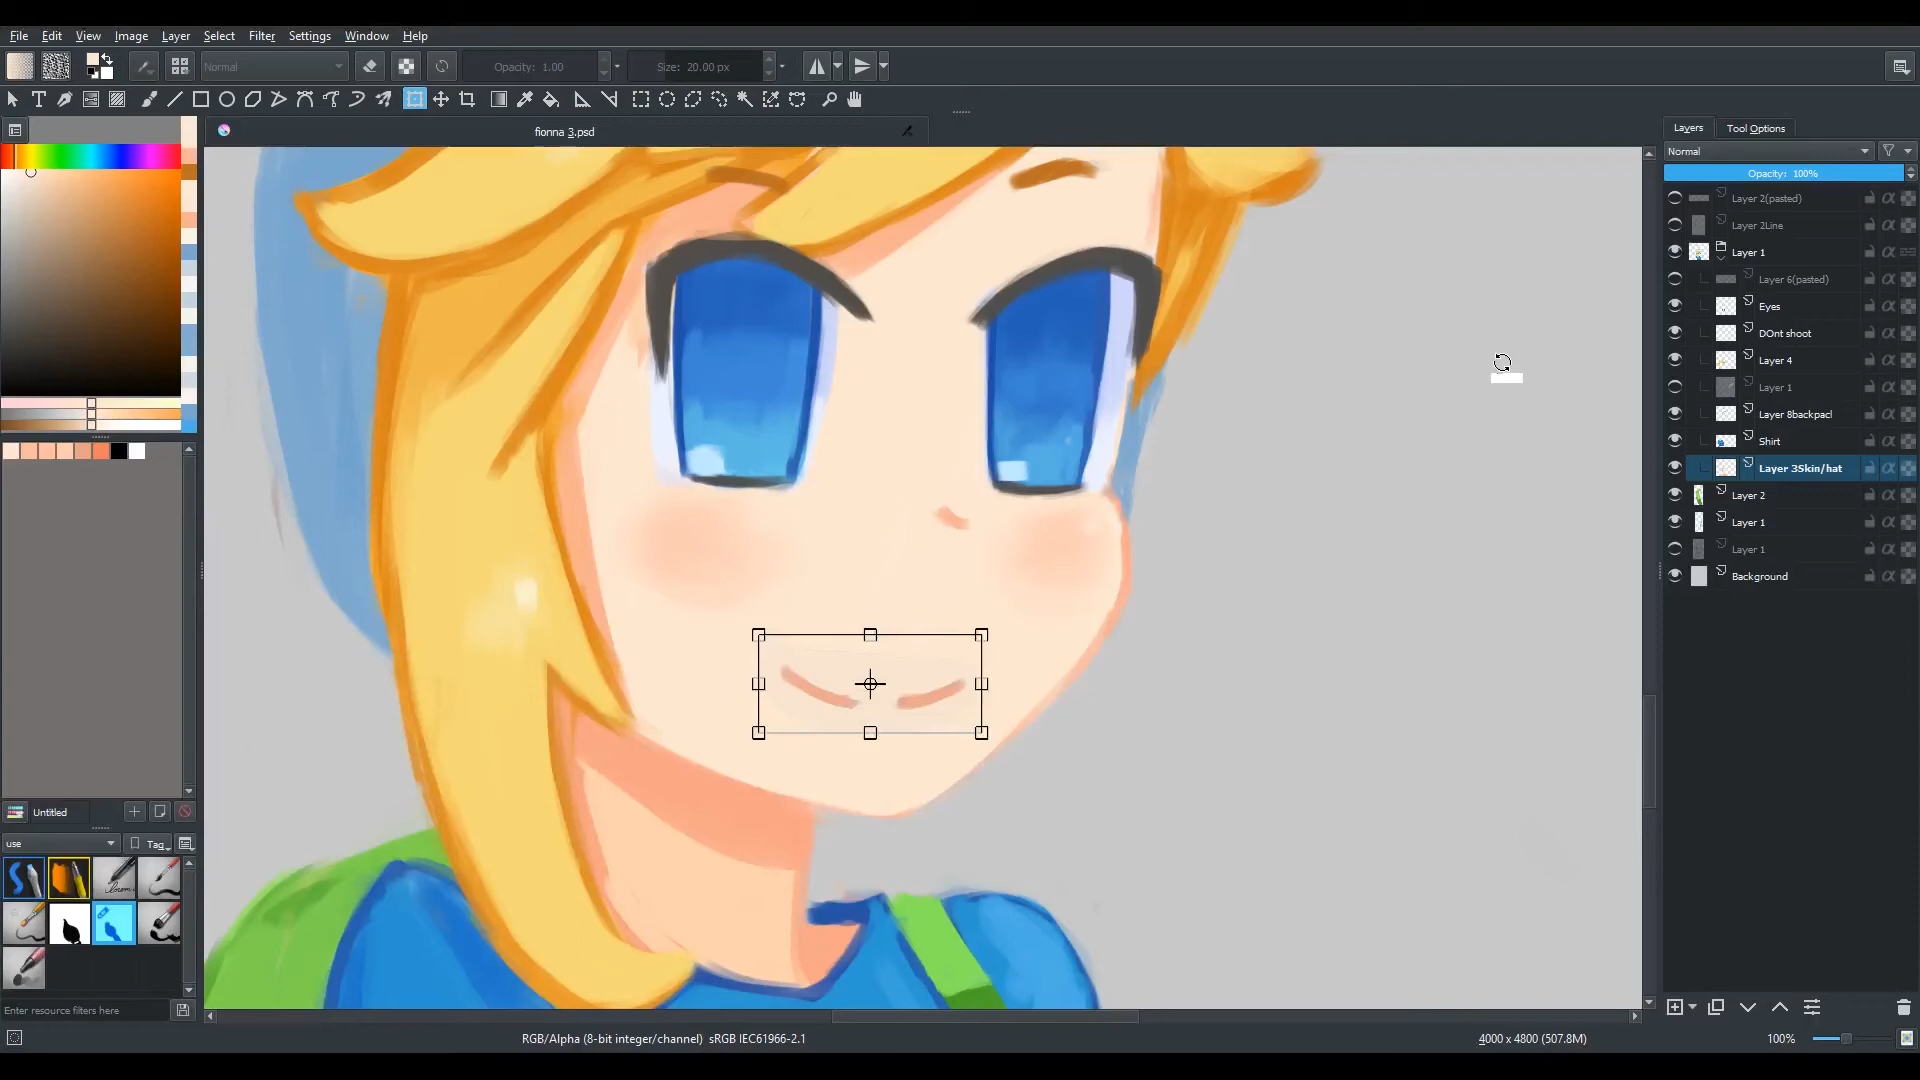 File Edit View Image Layer Select Filter Settings Window Help
Normal
Opacity: 1.00
Size: 20.00 px
fionna 3.psd
Layers Tool Options
Normal
Opacity: 100%
Layer 2(pasted)
Layer 2Line
Layer 1
Layer 6(pasted)
Eyes
DOnt shoot
Layer 4
Layer 1
Layer 8backpacl
Shirt
Layer 3Skin/hat
Layer 2
Layer 1
Layer 1
Background
Untitled
use
Tag
Enter resource filters here
RGB/Alpha (8-bit integer/channel) sRGB IEC61966-2.1
4000 x 4800 (507.8M)
100%